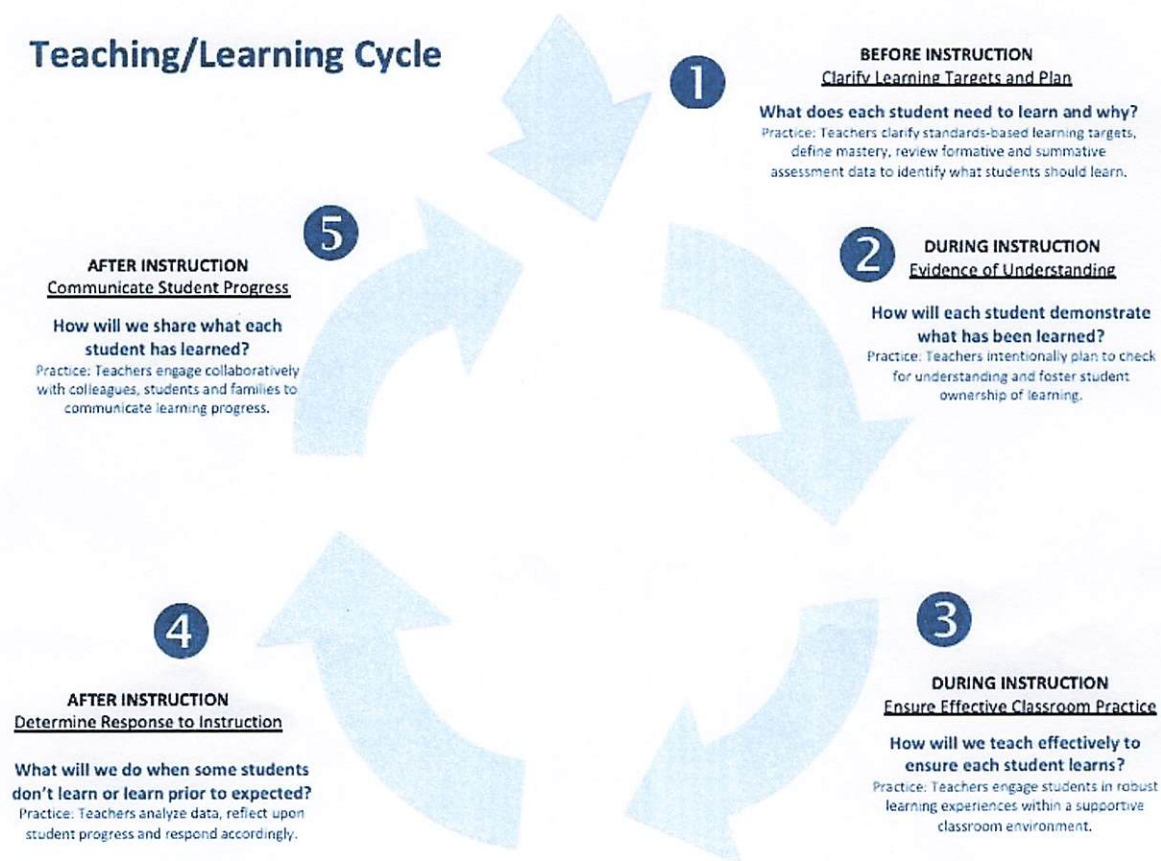 Teaching/Learning Cycle
1
BEFORE INSTRUCTION
Clarify Learning Targets and Plan
What does each student need to learn and why?
Practice: Teachers clarify standards-based learning targets,
define mastery, review formative and summative
assessment data to identify what students should learn.
2
DURING INSTRUCTION
Evidence of Understanding
How will each student demonstrate
what has been learned?
Practice: Teachers intentionally plan to check
for understanding and foster student
ownership of learning.
3
DURING INSTRUCTION
Ensure Effective Classroom Practice
How will we teach effectively to
ensure each student learns?
Practice: Teachers engage students in robust
learning experiences within a supportive
classroom environment.
4
AFTER INSTRUCTION
Determine Response to Instruction
What will we do when some students
don't learn or learn prior to expected?
Practice: Teachers analyze data, reflect upon
student progress and respond accordingly.
5
AFTER INSTRUCTION
Communicate Student Progress
How will we share what each
student has learned?
Practice: Teachers engage collaboratively
with colleagues, students and families to
communicate learning progress.